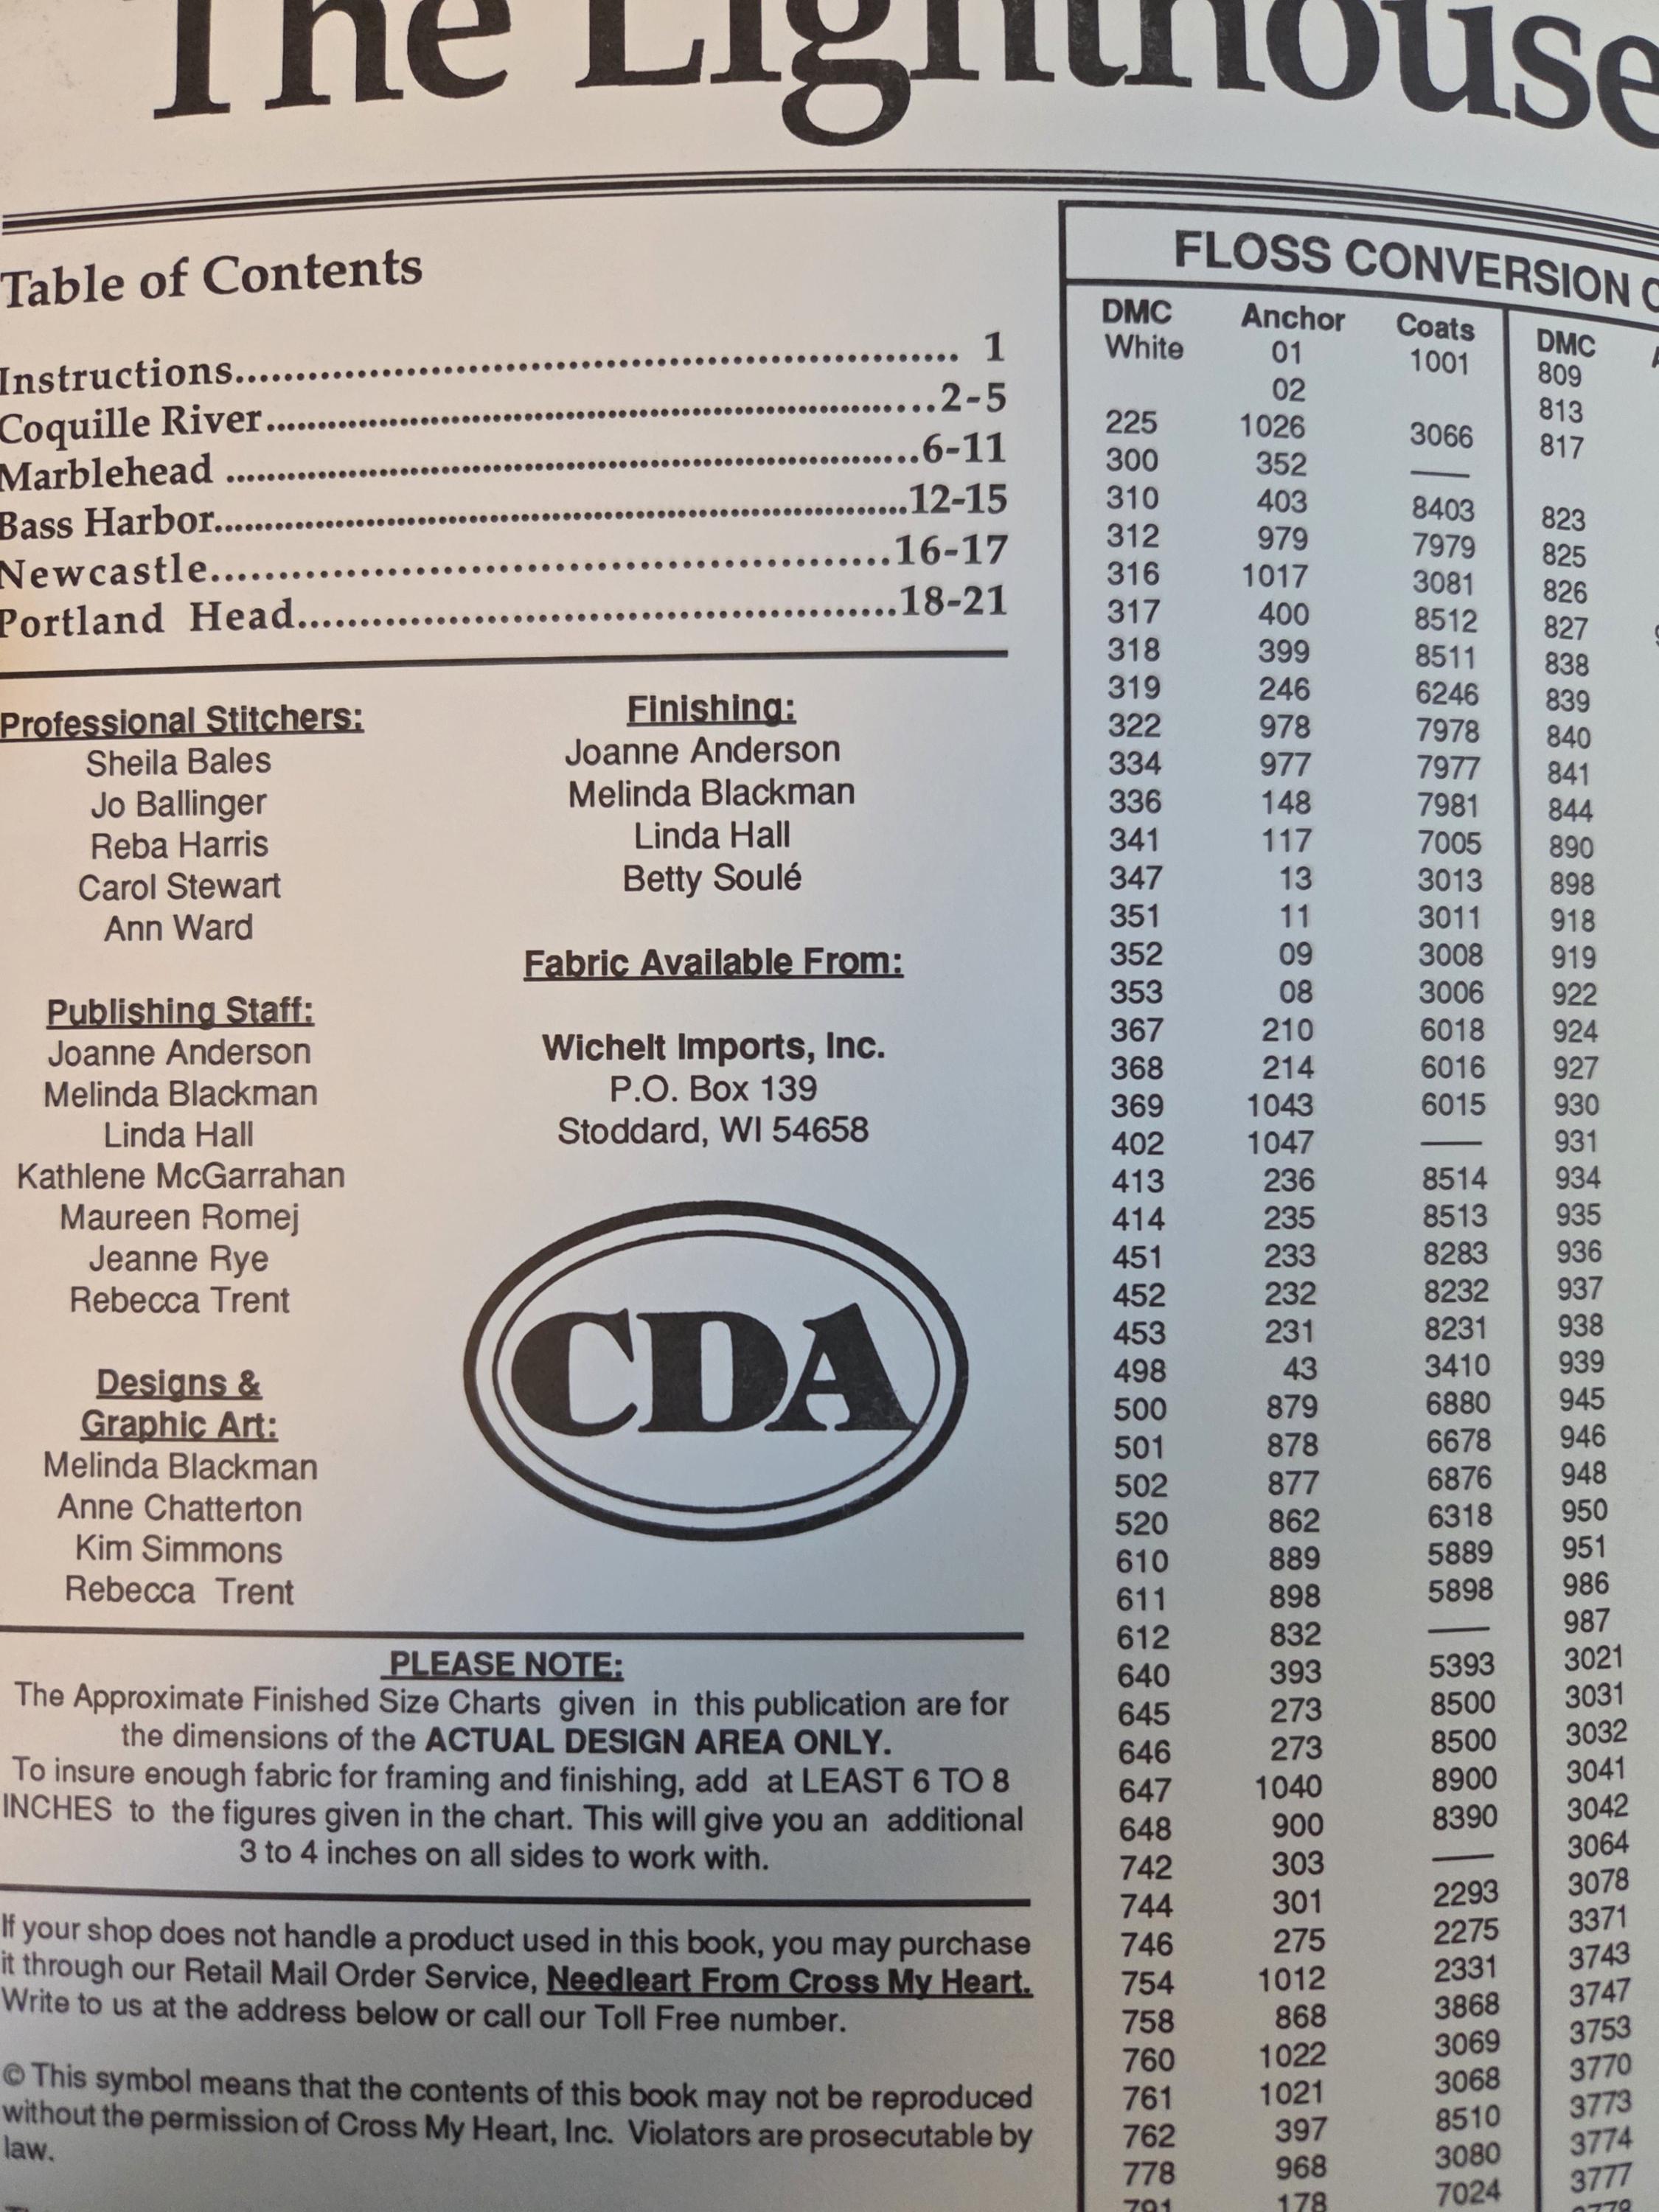 The Lighthouse
Table of Contents
Instructions........................................................ 1
Coquille River.......................................................2-5
Marblehead .........................................................6-11
Bass Harbor.........................................................12-15
Newcastle............................................16-17
Portland Head.......................................18-21
Professional Stitchers:
Sheila Bales
Jo Ballinger
Reba Harris
Carol Stewart
Ann Ward
Publishing Staff:
Joanne Anderson
Melinda Blackman
Linda Hall
Kathlene McGarrahan
Maureen Romej
Jeanne Rye
Rebecca Trent
Designs &
Graphic Art:
Melinda Blackman
Anne Chatterton
Kim Simmons
Rebecca Trent
Finishing:
Joanne Anderson
Melinda Blackman
Linda Hall
Betty Soulé
Fabric Available From:
Wichelt Imports, Inc.
P.O. Box 139
Stoddard, WI 54658
CDA
PLEASE NOTE:
The Approximate Finished Size Charts given in this publication are for
the dimensions of the ACTUAL DESIGN AREA ONLY.
To insure enough fabric for framing and finishing, add at LEAST 6 TO 8
INCHES to the figures given in the chart. This will give you an additional
3 to 4 inches on all sides to work with.
If your shop does not handle a product used in this book, you may purchase
it through our Retail Mail Order Service, Needleart From Cross My Heart.
Write to us at the address below or call our Toll Free number.
© This symbol means that the contents of this book may not be reproduced
without the permission of Cross My Heart, Inc. Violators are prosecutable by
law.
FLOSS CONVERSION
DMC Anchor Coats
White 01 1001
02
225 1026 3066
300 352 —
310 403 8403
312 979 7979
316 1017 3081
317 400 8512
318 399 8511
319 246 6246
322 978 7978
334 977 7977
336 148 7981
341 117 7005
347 13 3013
351 11 3011
352 09 3008
353 08 3006
367 210 6018
368 214 6016
369 1043 6015
402 1047 —
413 236 8514
414 235 8513
451 233 8283
452 232 8232
453 231 8231
498 43 3410
500 879 6880
501 878 6678
502 877 6876
520 862 6318
610 889 5889
611 898 5898
612 832 —
640 393 5393
645 273 8500
646 273 8500
647 1040 8900
648 900 8390
742 303 —
744 301 2293
746 275 2275
754 1012 2331
758 868 3868
760 1022 3069
761 1021 3068
762 397 8510
778 968 3080
791 178 7024
DMC
809
813
817
823
825
826
827
838
839
840
841
844
890
898
918
919
922
924
927
930
931
934
935
936
937
938
939
945
946
948
950
951
986
987
3021
3031
3032
3041
3042
3064
3078
3371
3743
3747
3753
3770
3773
3774
3777